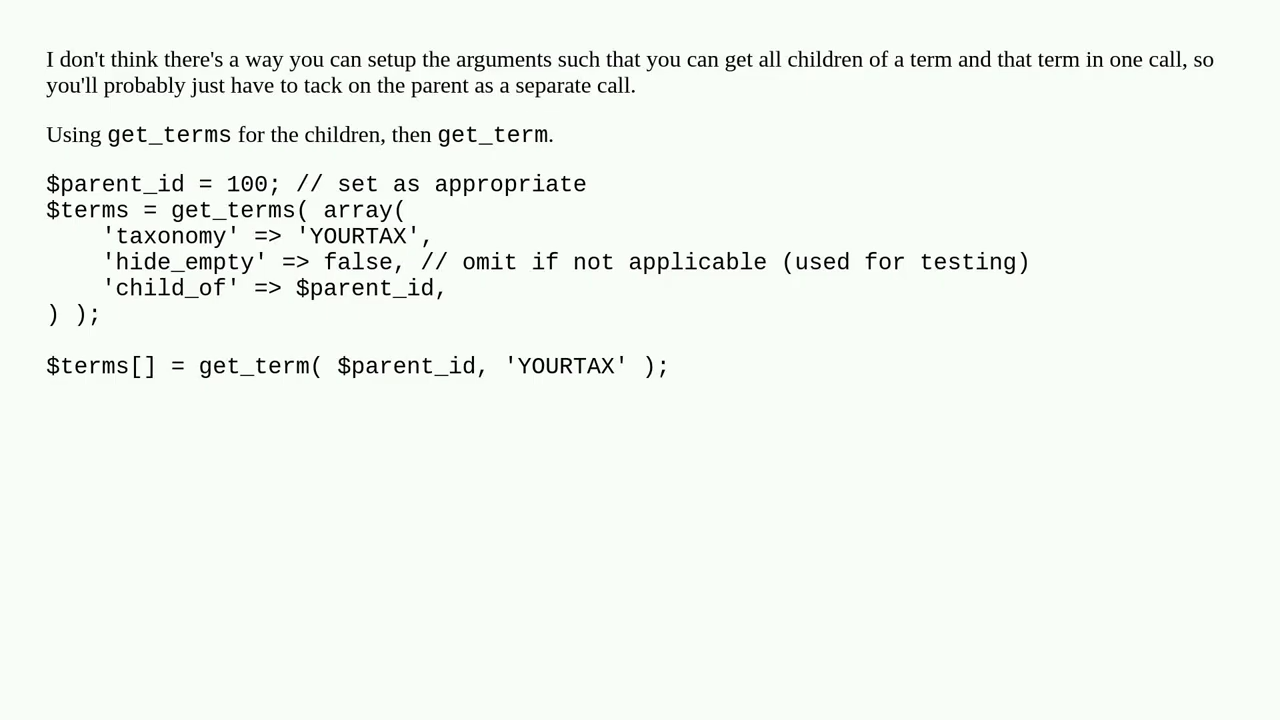 I don't think there's a way you can setup the arguments such that you can get all children of a term and that term in one call, so
you'll probably just have to tack on the parent as a separate call.
Using get_terms for the children, then get_term.
$parent_id = 100; // set as appropriate
$terms = get_terms( array(
    'taxonomy' => 'YOURTAX',
    'hide_empty' => false, // omit if not applicable (used for testing)
    'child_of' => $parent_id,
) );
$terms[] = get_term( $parent_id, 'YOURTAX' );